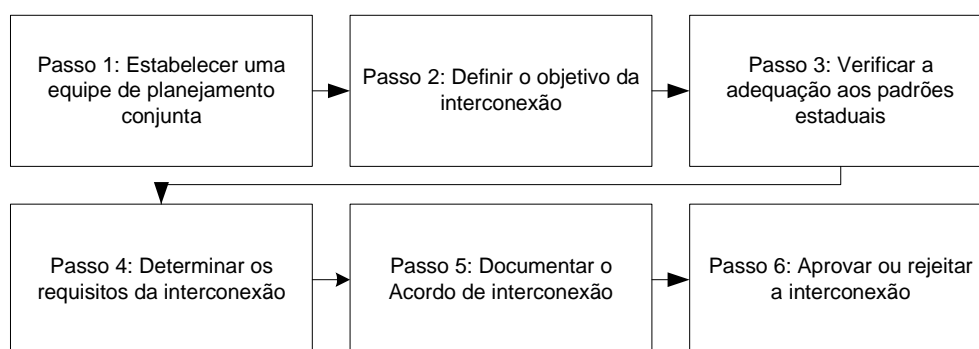 Passo 1: Estabelecer uma
equipe de planejamento
conjunta
Passo 2: Definir o objetivo da
interconexão
Passo 3: Verificar a
adequação aos padrões
estaduais
Passo 4: Determinar os
requisitos da interconexão
Passo 5: Documentar o
Acordo de interconexão
Passo 6: Aprovar ou rejeitar
a interconexão